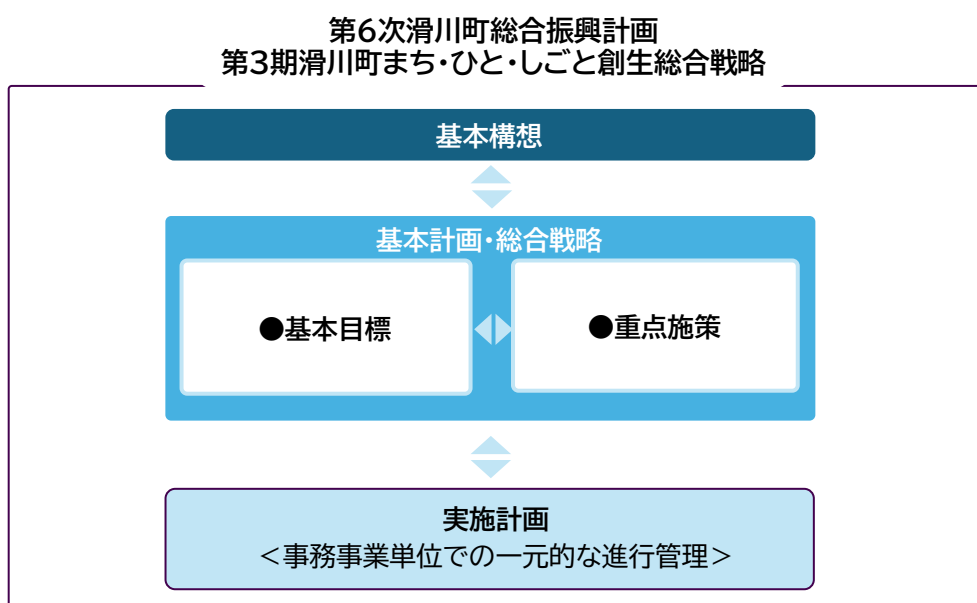 第6次滑川町総合振興計画
第3期滑川町まち・ひと・しごと創生総合戦略
基本構想
基本計画・総合戦略
●基本目標
●重点施策
実施計画
＜事務事業単位での一元的な進行管理＞